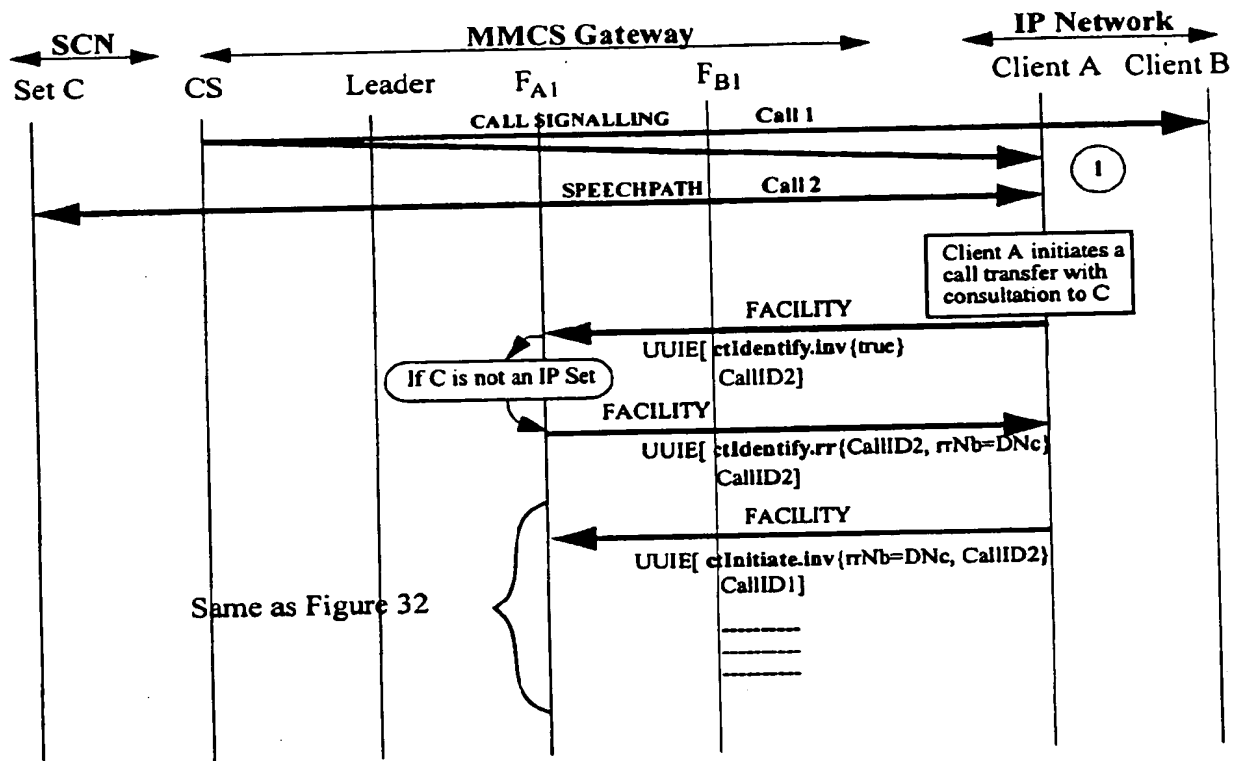 SCN
MMCS Gateway
IP Network
Set C
CS
Leader
FA1
FB1
Client A
Client B
CALL SIGNALLING
Call 1
1
SPEECHPATH
Call 2
Client A initiates a
call transfer with
consultation to C
FACILITY
UUIE[ ctIdentify.inv{true}
CallID2]
If C is not an IP Set
FACILITY
UUIE[ ctIdentify.rr{CallID2, rrNb=DNc}
CallID2]
FACILITY
UUIE[ ctInitiate.inv{rrNb=DNc, CallID2}
CallID1]
Same as Figure 32